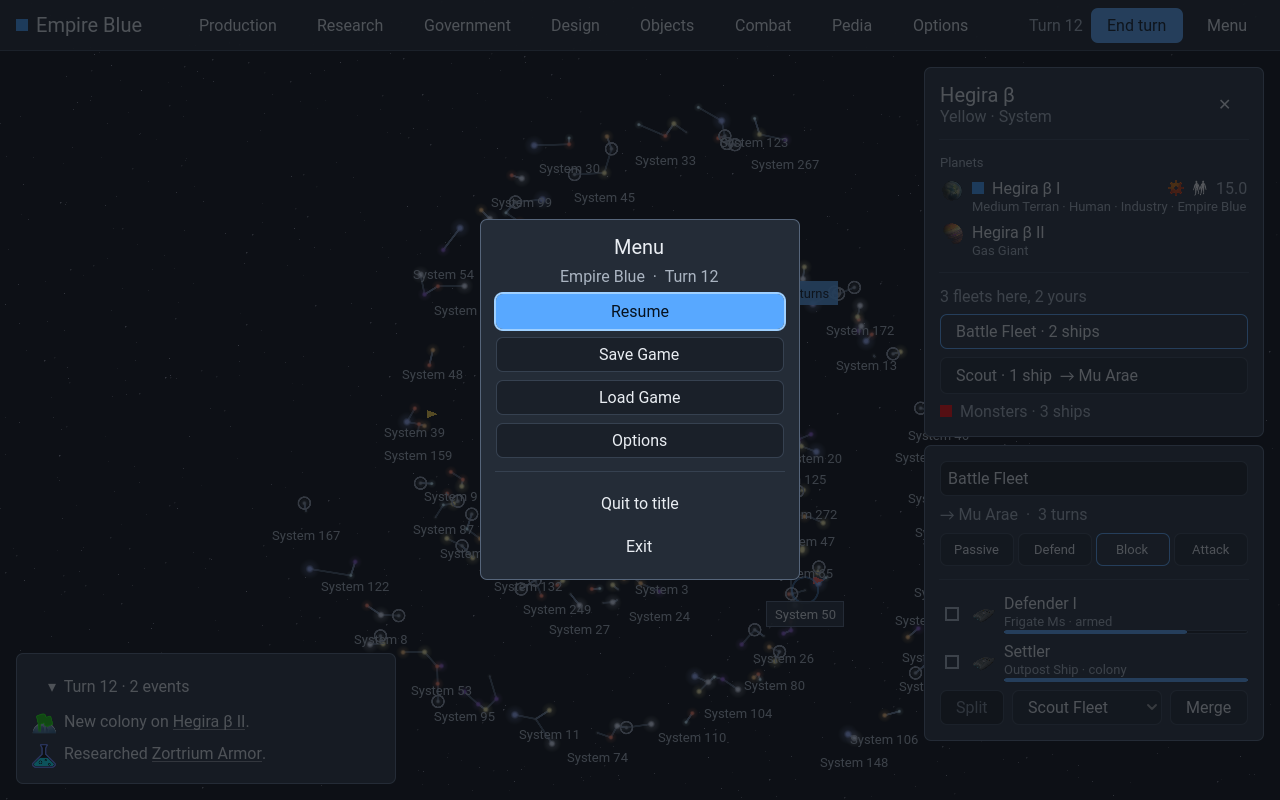 Empire Blue
Production
Research
Government
Design
Objects
Combat
Pedia
Options
Turn 12
End turn
Menu
Hegira β
Yellow · System
Planets
Hegira β I
15.0
Medium Terran · Human · Industry · Empire Blue
Hegira β II
Gas Giant
3 fleets here, 2 yours
Battle Fleet · 2 ships
Scout · 1 ship → Mu Arae
Monsters · 3 ships
Battle Fleet
→ Mu Arae · 3 turns
Passive
Defend
Block
Attack
Defender I
Frigate Ms · armed
Settler
Outpost Ship · colony
Split
Scout Fleet
Merge
Menu
Empire Blue · Turn 12
Resume
Save Game
Load Game
Options
Quit to title
Exit
System 123
System 33
System 267
System 30
System 45
System 99
System 54
System
turns
System 172
System 13
System 48
System 39
System 159
System 9
System 87
System 167
System 122
System 132
System 3
System 249
System 24
System 27
System 50
System 8
System 26
System 80
System 53
System 95
System 104
System 11
System 110
System 74
System 106
System 148
125
272
▾ Turn 12 · 2 events
New colony on Hegira β II.
Researched Zortrium Armor.